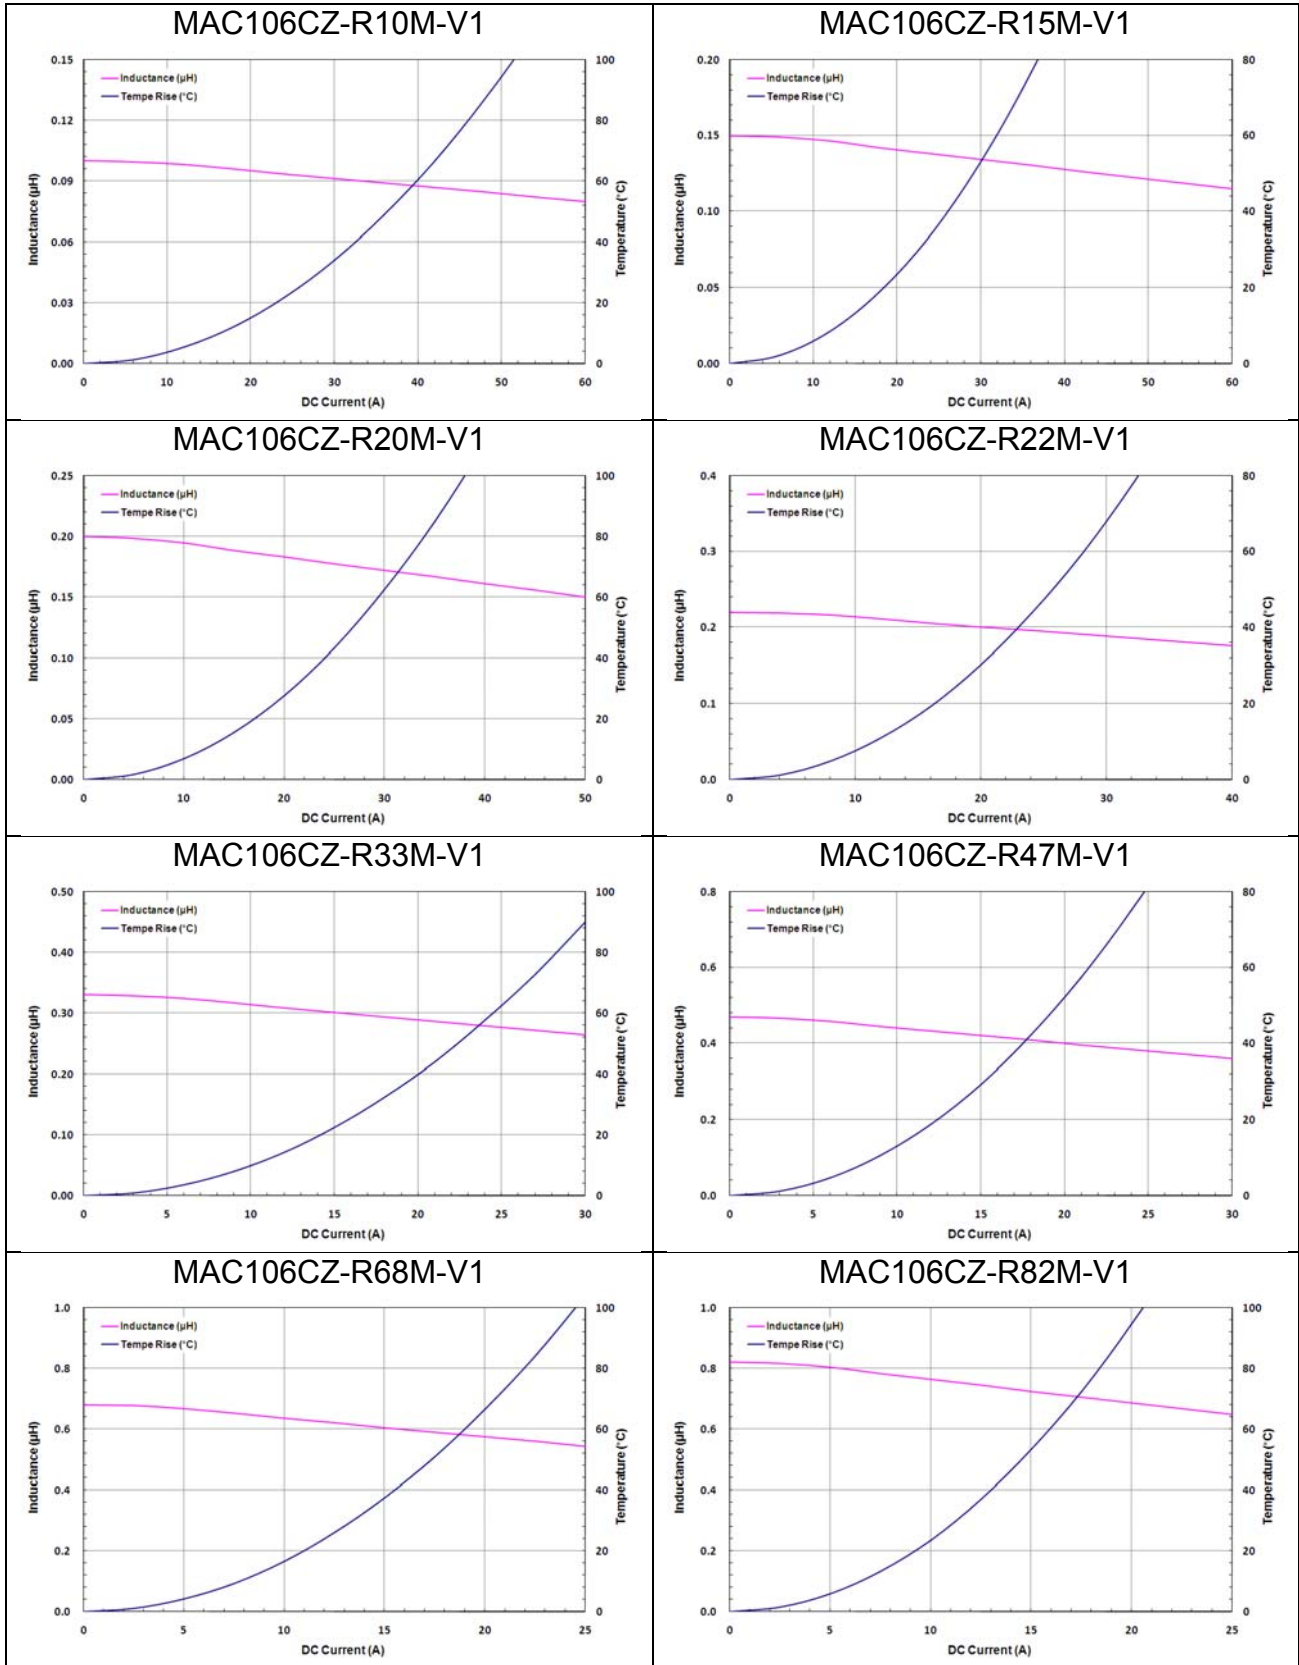 MAC106CZ-R10M-V1
Inductance (µH)
Tempe Rise (°C)
0.15
0.12
0.09
0.06
0.03
0.00
Inductance (µH)
100
80
60
40
20
0
Temperature (°C)
0 10 20 30 40 50 60
DC Current (A)
MAC106CZ-R15M-V1
Inductance (µH)
Tempe Rise (°C)
0.20
0.15
0.10
0.05
0.00
Inductance (µH)
80
60
40
20
0
Temperature (°C)
0 10 20 30 40 50 60
DC Current (A)
MAC106CZ-R20M-V1
Inductance (µH)
Tempe Rise (°C)
0.25
0.20
0.15
0.10
0.05
0.00
Inductance (µH)
100
80
60
40
20
0
Temperature (°C)
0 10 20 30 40 50
DC Current (A)
MAC106CZ-R22M-V1
Inductance (µH)
Tempe Rise (°C)
0.4
0.3
0.2
0.1
0.0
Inductance (µH)
80
60
40
20
0
Temperature (°C)
0 10 20 30 40
DC Current (A)
MAC106CZ-R33M-V1
Inductance (µH)
Tempe Rise (°C)
0.50
0.40
0.30
0.20
0.10
0.00
Inductance (µH)
100
80
60
40
20
0
Temperature (°C)
0 5 10 15 20 25 30
DC Current (A)
MAC106CZ-R47M-V1
Inductance (µH)
Tempe Rise (°C)
0.8
0.6
0.4
0.2
0.0
Inductance (µH)
80
60
40
20
0
Temperature (°C)
0 5 10 15 20 25 30
DC Current (A)
MAC106CZ-R68M-V1
Inductance (µH)
Tempe Rise (°C)
1.0
0.8
0.6
0.4
0.2
0.0
Inductance (µH)
100
80
60
40
20
0
Temperature (°C)
0 5 10 15 20 25
DC Current (A)
MAC106CZ-R82M-V1
Inductance (µH)
Tempe Rise (°C)
1.0
0.8
0.6
0.4
0.2
0.0
Inductance (µH)
100
80
60
40
20
0
Temperature (°C)
0 5 10 15 20 25
DC Current (A)